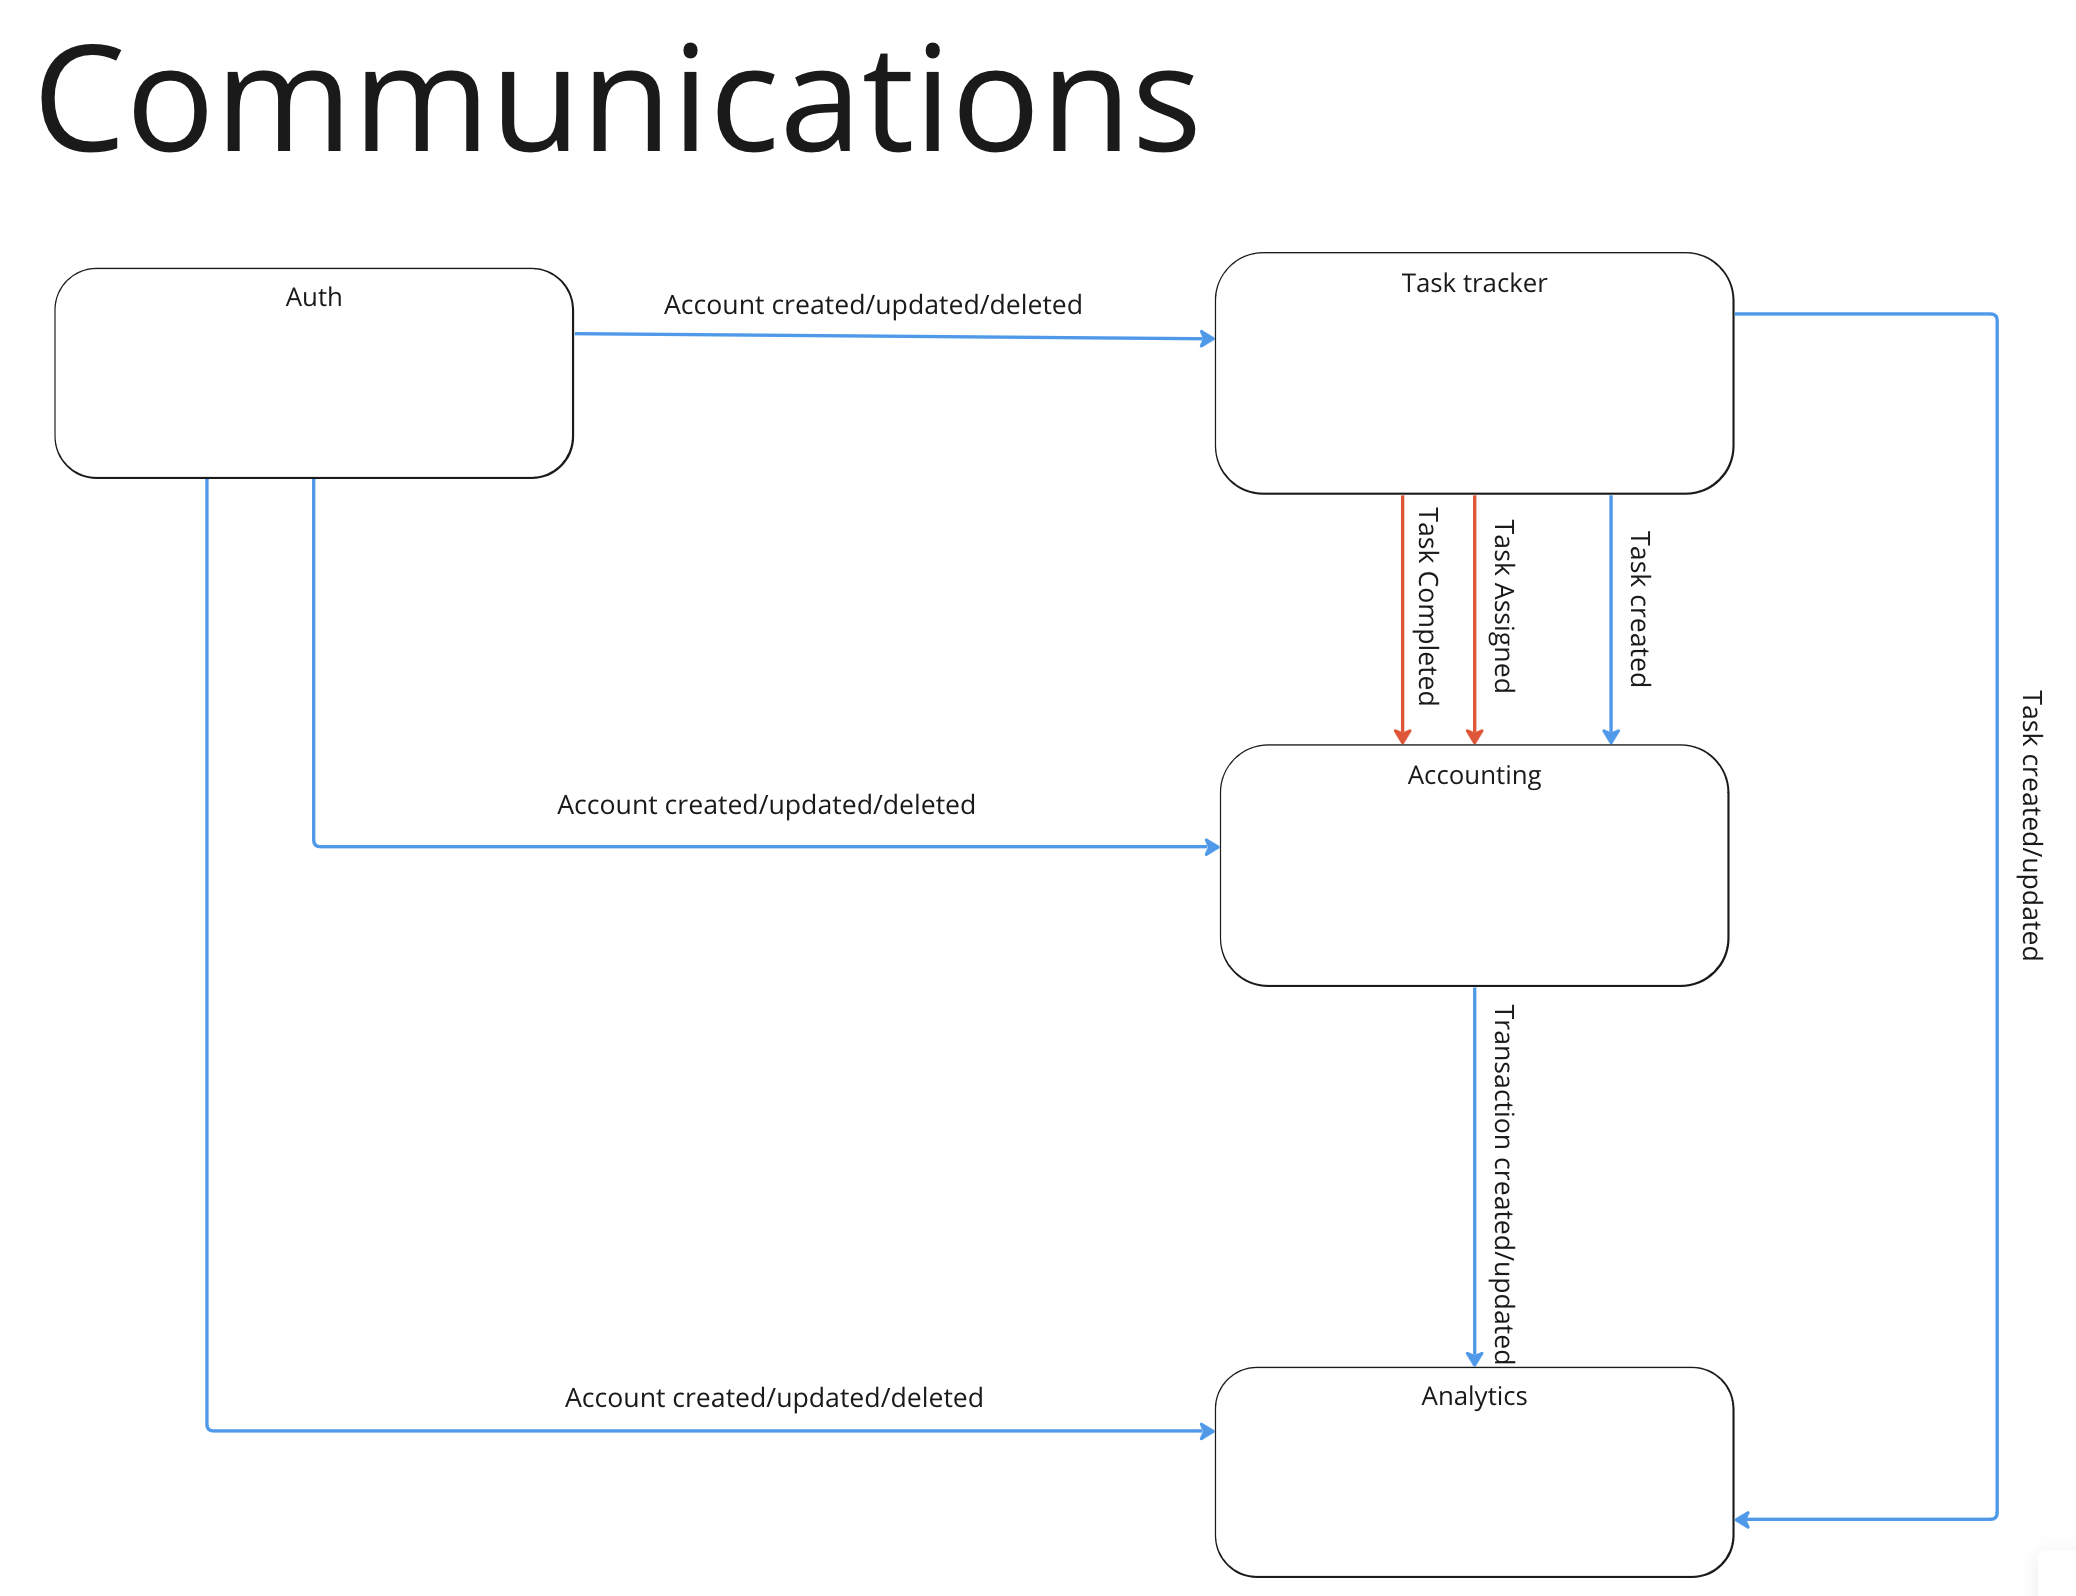 Communications
Auth
Account created/updated/deleted
Task tracker
Task Completed
Task Assigned
Task created
Task created/updated
Account created/updated/deleted
Accounting
Transaction created/updated
Account created/updated/deleted
Analytics